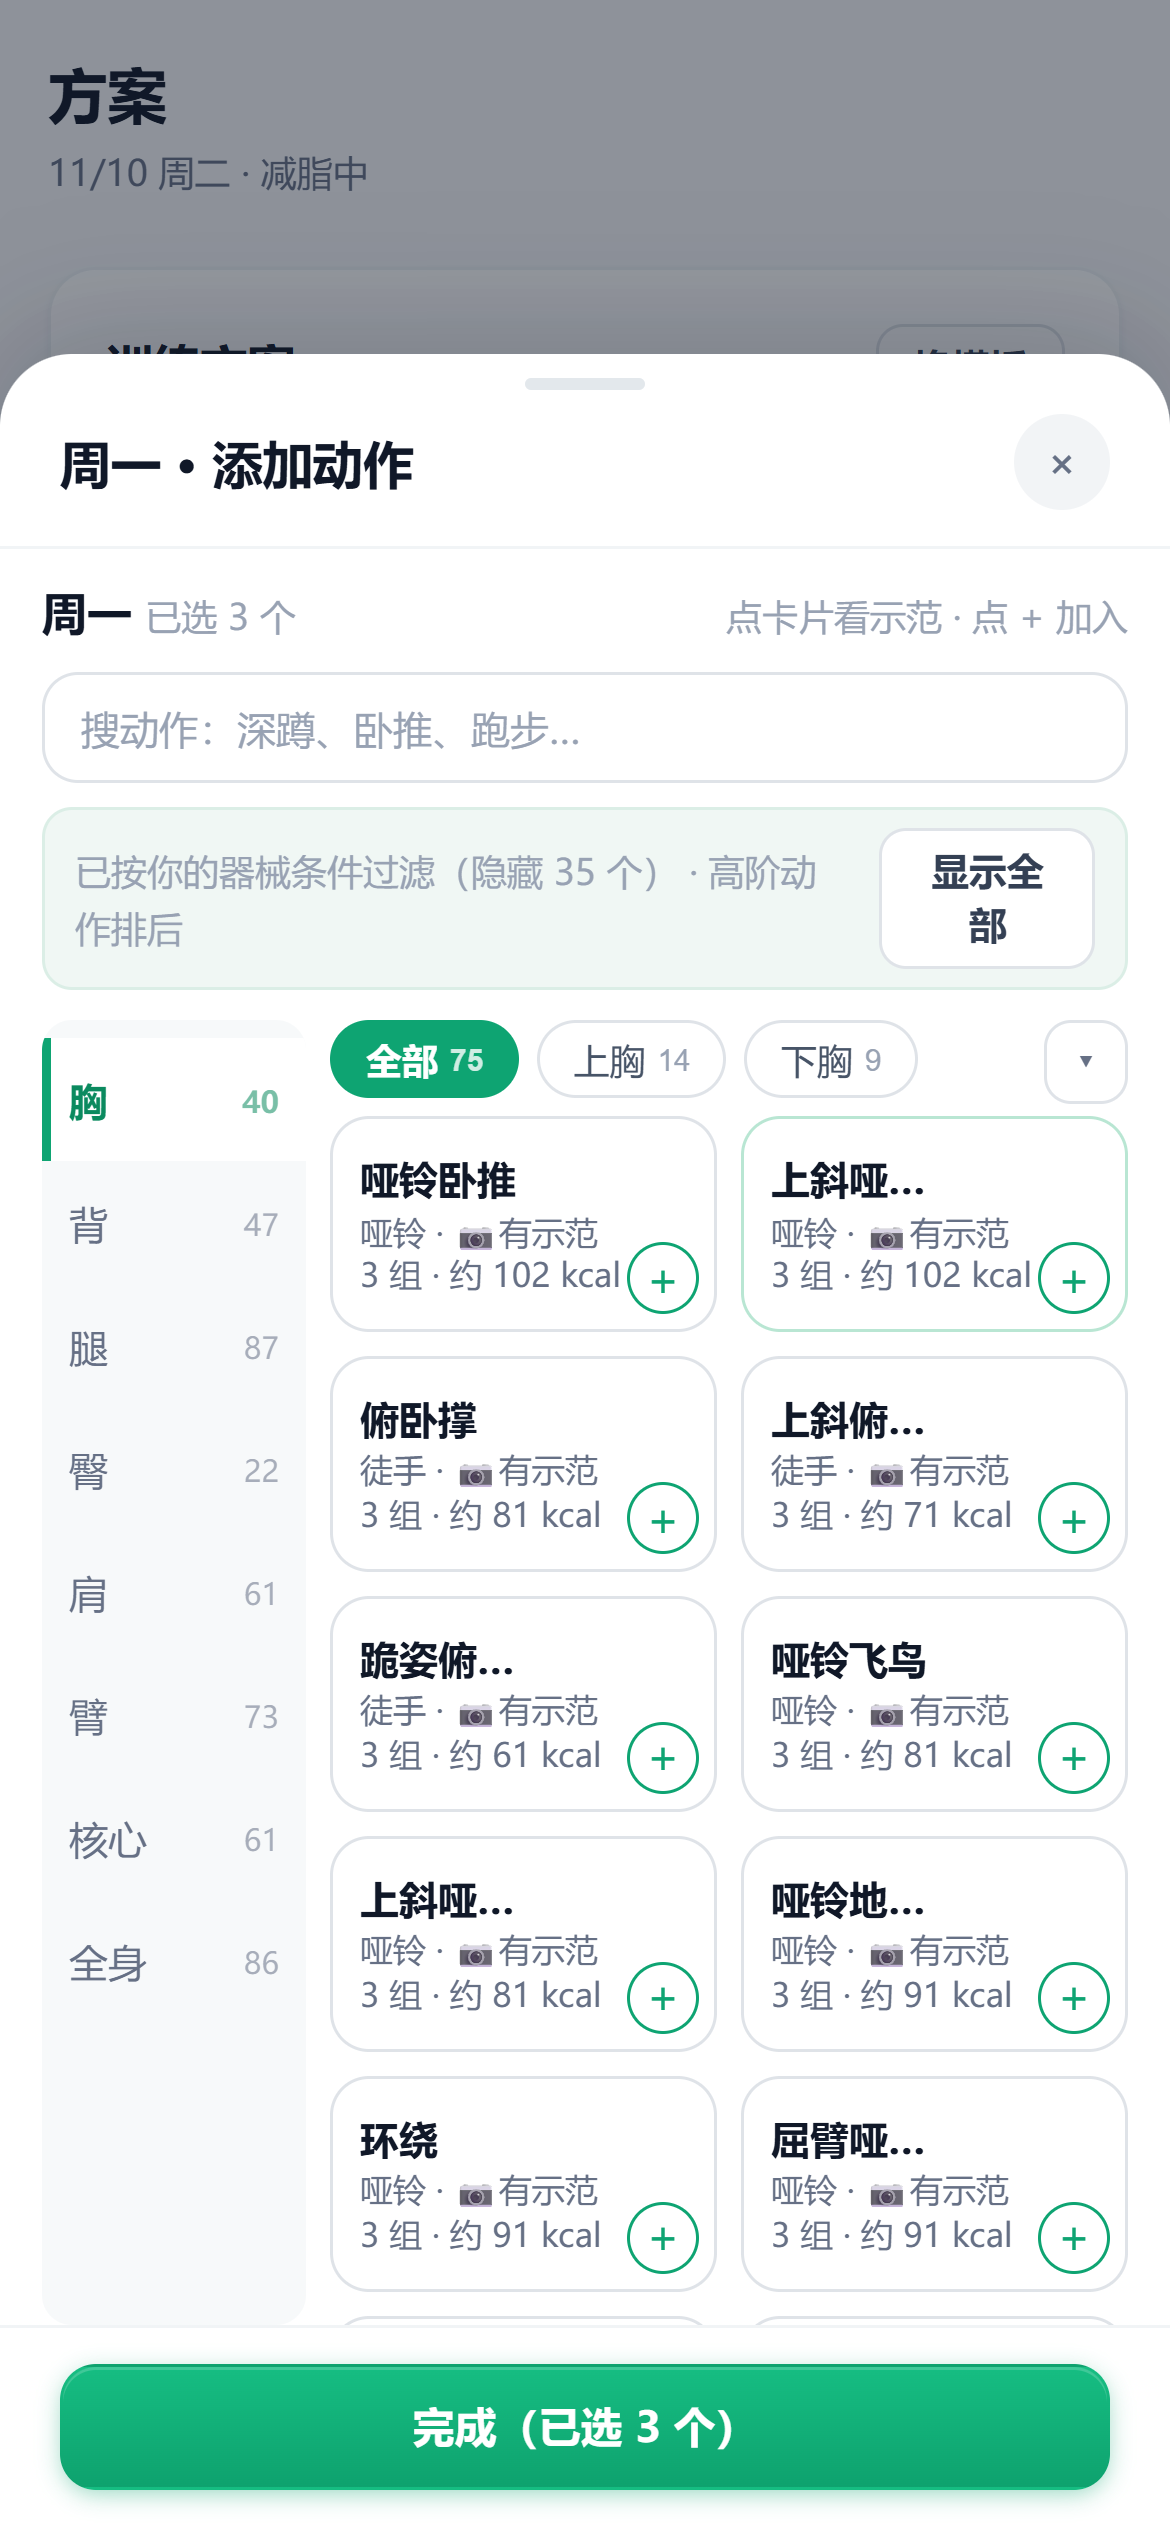 方案
11/10 周二 · 减脂中
周一 · 添加动作
×
周一 已选 3 个
点卡片看示范 · 点 + 加入
搜动作：深蹲、卧推、跑步...
已按你的器械条件过滤（隐藏 35 个） · 高阶动
作排后
显示全
部
胸 40
背 47
腿 87
臀 22
肩 61
臂 73
核心 61
全身 86
全部 75
上胸 14
下胸 9
▼
哑铃卧推
哑铃 · 📷 有示范
3 组 · 约 102 kcal
+
上斜哑...
哑铃 · 📷 有示范
3 组 · 约 102 kcal
+
俯卧撑
徒手 · 📷 有示范
3 组 · 约 81 kcal
+
上斜俯...
徒手 · 📷 有示范
3 组 · 约 71 kcal
+
跪姿俯...
徒手 · 📷 有示范
3 组 · 约 61 kcal
+
哑铃飞鸟
哑铃 · 📷 有示范
3 组 · 约 81 kcal
+
上斜哑...
哑铃 · 📷 有示范
3 组 · 约 81 kcal
+
哑铃地...
哑铃 · 📷 有示范
3 组 · 约 91 kcal
+
环绕
哑铃 · 📷 有示范
3 组 · 约 91 kcal
+
屈臂哑...
哑铃 · 📷 有示范
3 组 · 约 91 kcal
+
完成（已选 3 个）